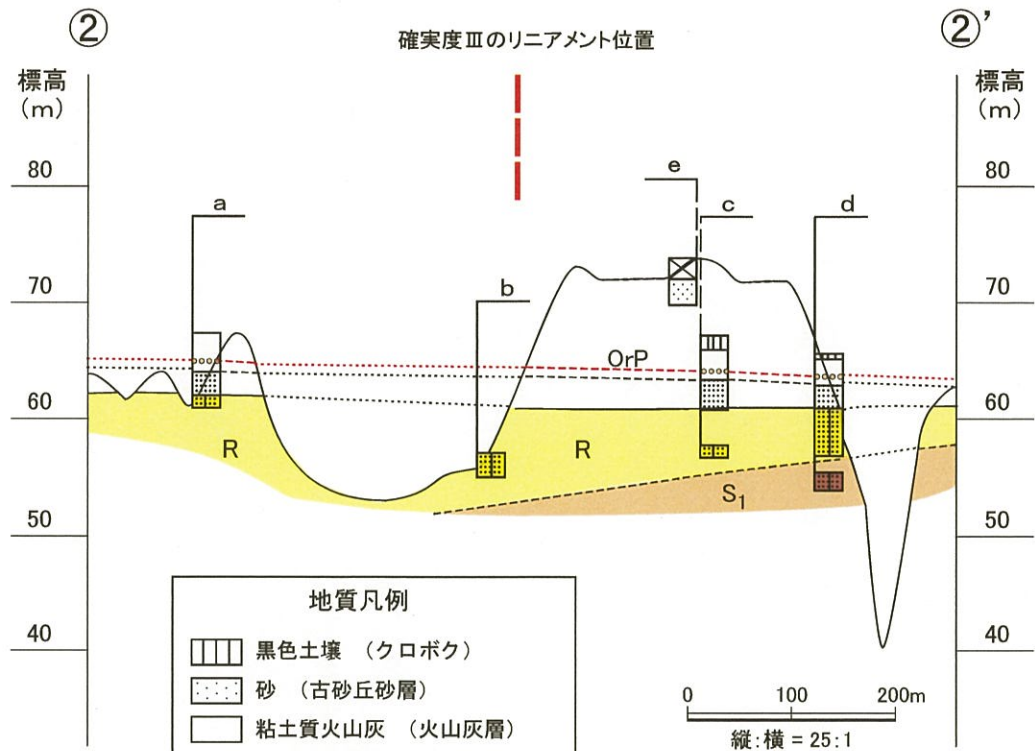 ② ②'
確実度Ⅲのリニアメント位置
標高
(m)
標高
(m)
80 80
e
a c d
70 70
b
OrP
60 60
R R
S₁
50 50
地質凡例
40 40
黒色土壌 (クロボク)
砂 (古砂丘砂層)
粘土質火山灰 (火山灰層)
0 100 200m
縦:横 = 25:1